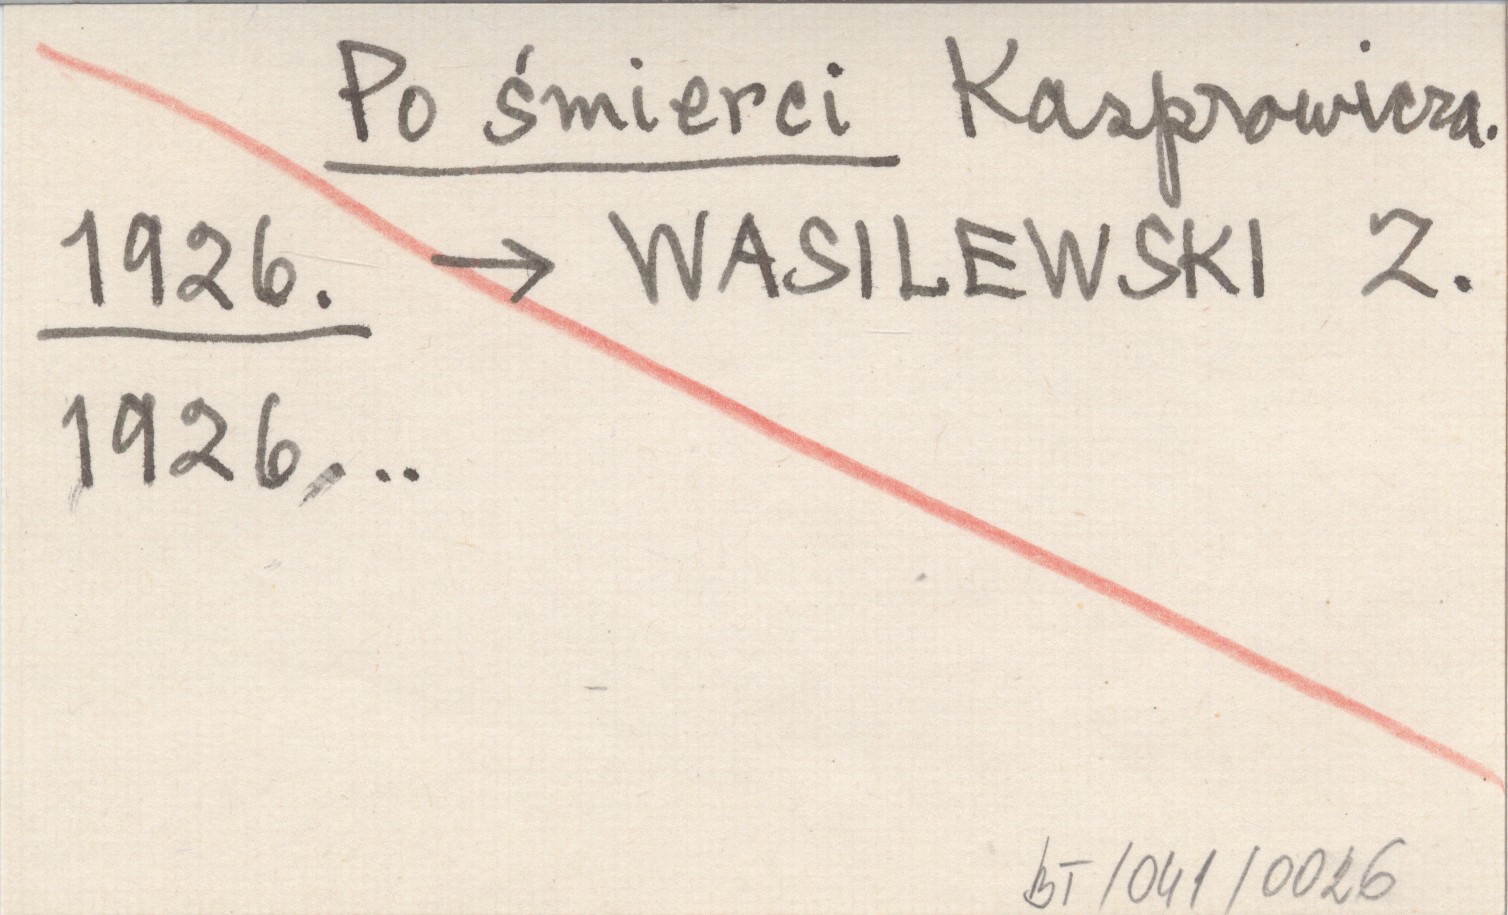 Po śmierci Kasprowicza.
1926. → WASILEWSKI Z.
1926,...
BT/041/0026